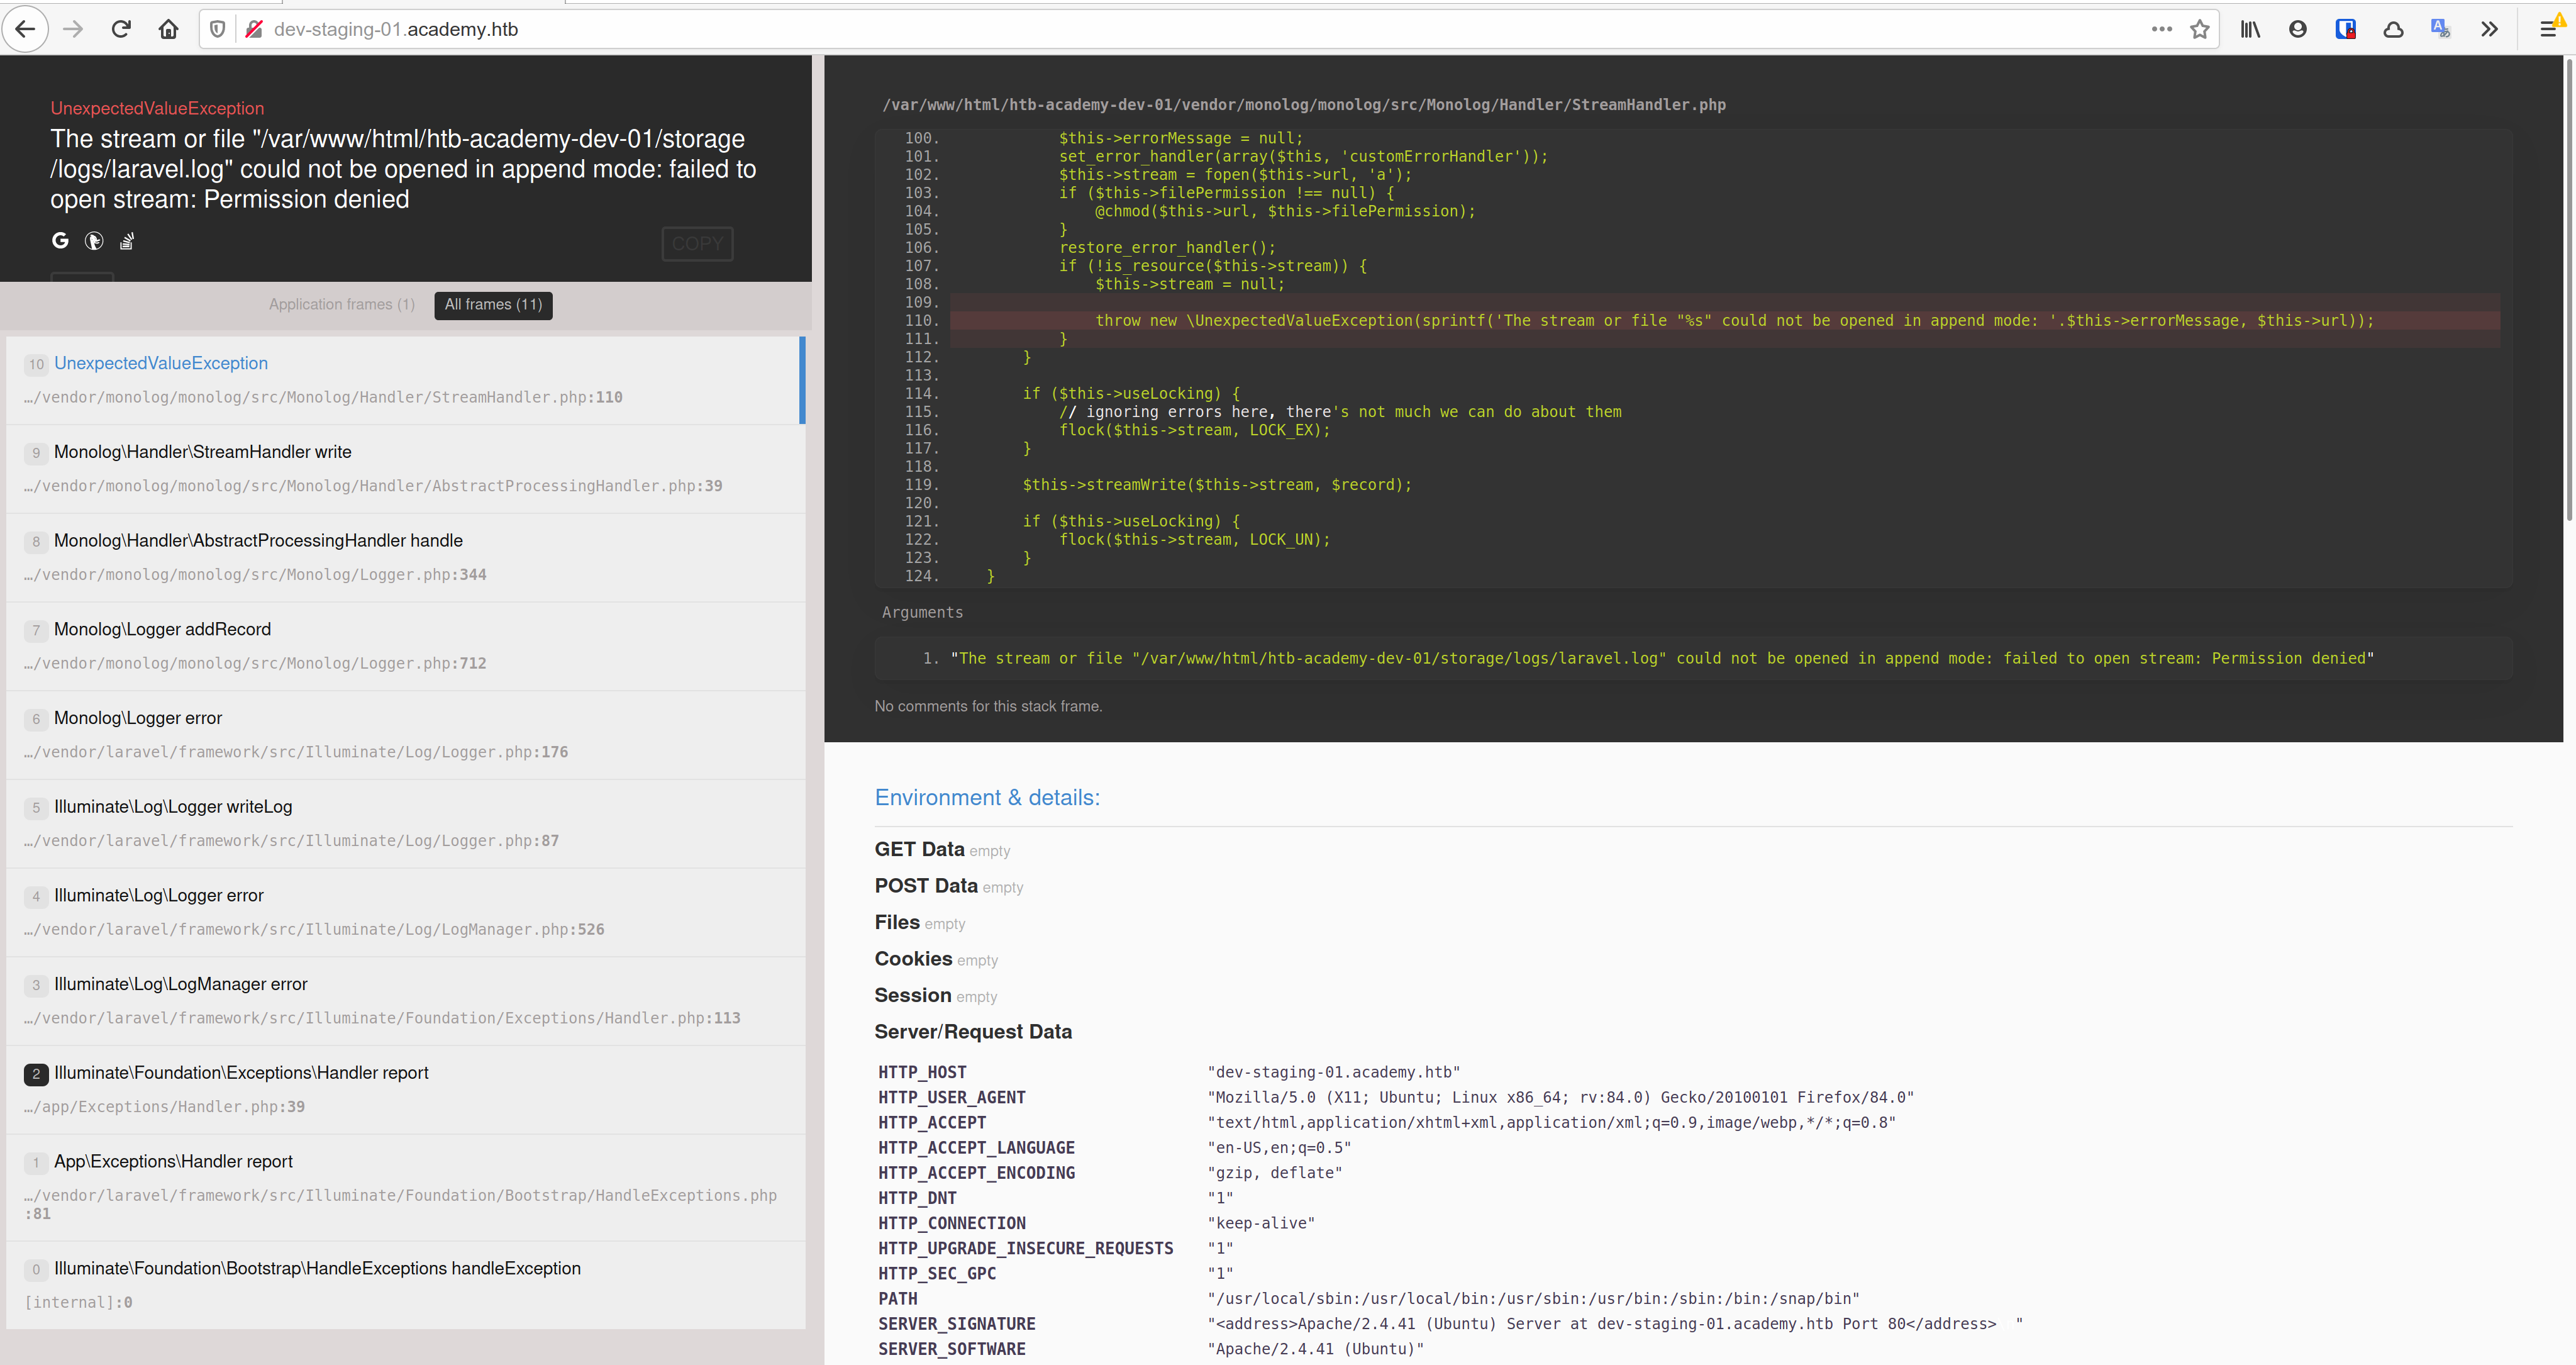 dev-staging-01.academy.htb
UnexpectedValueException
The stream or file "/var/www/html/htb-academy-dev-01/storage
/logs/laravel.log" could not be opened in append mode: failed to
open stream: Permission denied
COPY
Application frames (1) All frames (11)
10 UnexpectedValueException
…/vendor/monolog/monolog/src/Monolog/Handler/StreamHandler.php:110
9 Monolog\Handler\StreamHandler write
…/vendor/monolog/monolog/src/Monolog/Handler/AbstractProcessingHandler.php:39
8 Monolog\Handler\AbstractProcessingHandler handle
…/vendor/monolog/monolog/src/Monolog/Logger.php:344
7 Monolog\Logger addRecord
…/vendor/monolog/monolog/src/Monolog/Logger.php:712
6 Monolog\Logger error
…/vendor/laravel/framework/src/Illuminate/Log/Logger.php:176
5 Illuminate\Log\Logger writeLog
…/vendor/laravel/framework/src/Illuminate/Log/Logger.php:87
4 Illuminate\Log\Logger error
…/vendor/laravel/framework/src/Illuminate/Log/LogManager.php:526
3 Illuminate\Log\LogManager error
…/vendor/laravel/framework/src/Illuminate/Foundation/Exceptions/Handler.php:113
2 Illuminate\Foundation\Exceptions\Handler report
…/app/Exceptions/Handler.php:39
1 App\Exceptions\Handler report
…/vendor/laravel/framework/src/Illuminate/Foundation/Bootstrap/HandleExceptions.php
:81
0 Illuminate\Foundation\Bootstrap\HandleExceptions handleException
[internal]:0
/var/www/html/htb-academy-dev-01/vendor/monolog/monolog/src/Monolog/Handler/StreamHandler.php
100.             $this->errorMessage = null;
101.             set_error_handler(array($this, 'customErrorHandler'));
102.             $this->stream = fopen($this->url, 'a');
103.             if ($this->filePermission !== null) {
104.                 @chmod($this->url, $this->filePermission);
105.             }
106.             restore_error_handler();
107.             if (!is_resource($this->stream)) {
108.                 $this->stream = null;
109.
110.                 throw new \UnexpectedValueException(sprintf('The stream or file "%s" could not be opened in append mode: '.$this->errorMessage, $this->url));
111.             }
112.         }
113.
114.         if ($this->useLocking) {
115.             // ignoring errors here, there's not much we can do about them
116.             flock($this->stream, LOCK_EX);
117.         }
118.
119.         $this->streamWrite($this->stream, $record);
120.
121.         if ($this->useLocking) {
122.             flock($this->stream, LOCK_UN);
123.         }
124.     }
Arguments
1. "The stream or file "/var/www/html/htb-academy-dev-01/storage/logs/laravel.log" could not be opened in append mode: failed to open stream: Permission denied"
No comments for this stack frame.
Environment & details:
GET Data empty
POST Data empty
Files empty
Cookies empty
Session empty
Server/Request Data
HTTP_HOST "dev-staging-01.academy.htb"
HTTP_USER_AGENT "Mozilla/5.0 (X11; Ubuntu; Linux x86_64; rv:84.0) Gecko/20100101 Firefox/84.0"
HTTP_ACCEPT "text/html,application/xhtml+xml,application/xml;q=0.9,image/webp,*/*;q=0.8"
HTTP_ACCEPT_LANGUAGE "en-US,en;q=0.5"
HTTP_ACCEPT_ENCODING "gzip, deflate"
HTTP_DNT "1"
HTTP_CONNECTION "keep-alive"
HTTP_UPGRADE_INSECURE_REQUESTS "1"
HTTP_SEC_GPC "1"
PATH "/usr/local/sbin:/usr/local/bin:/usr/sbin:/usr/bin:/sbin:/bin:/snap/bin"
SERVER_SIGNATURE "<address>Apache/2.4.41 (Ubuntu) Server at dev-staging-01.academy.htb Port 80</address>  "
SERVER_SOFTWARE "Apache/2.4.41 (Ubuntu)"